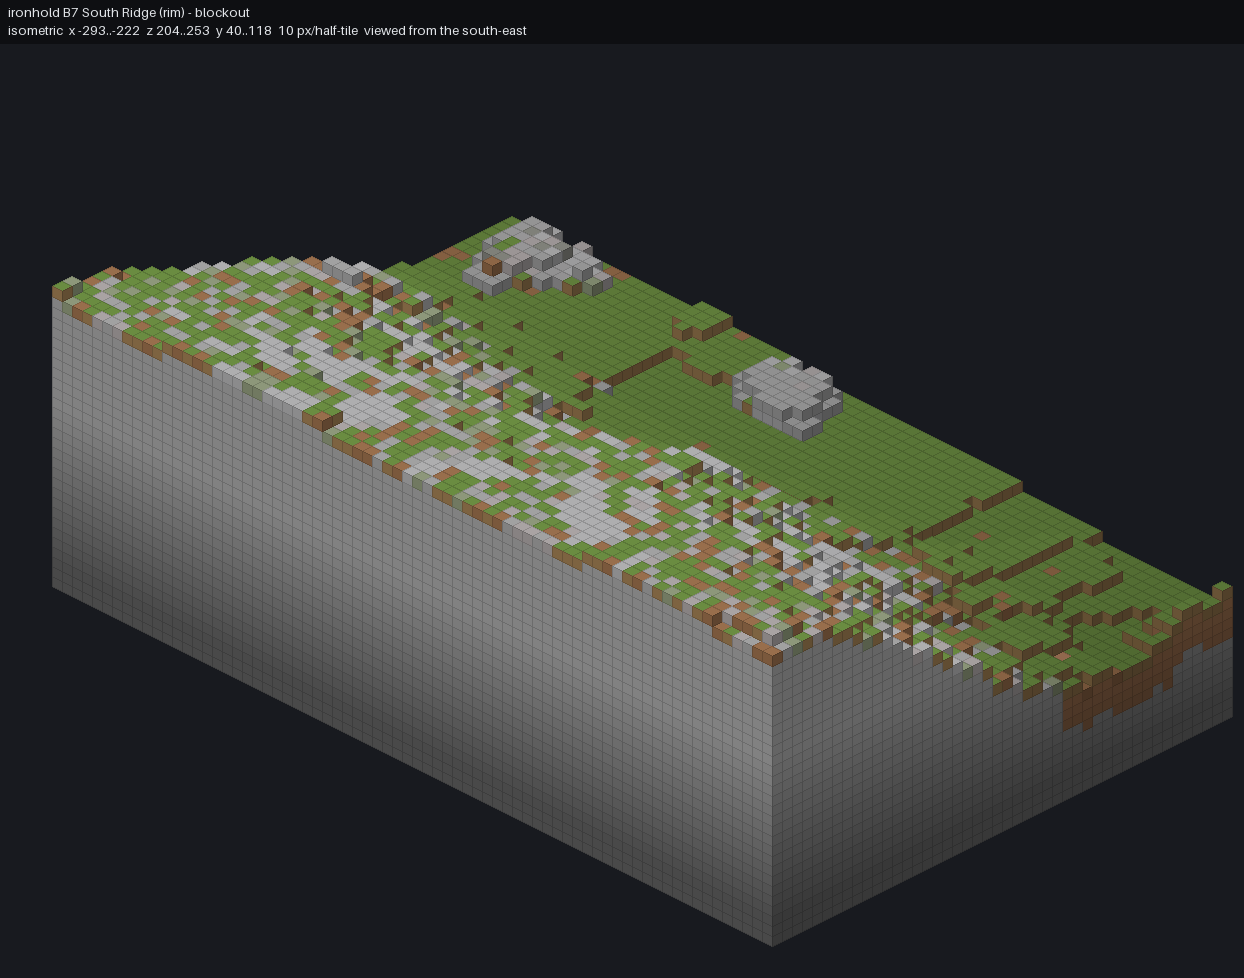 ironhold B7 South Ridge (rim) - blockout
isometric x -293..-222 z 204..253 y 40..118 10 px/half-tile viewed from the south-east